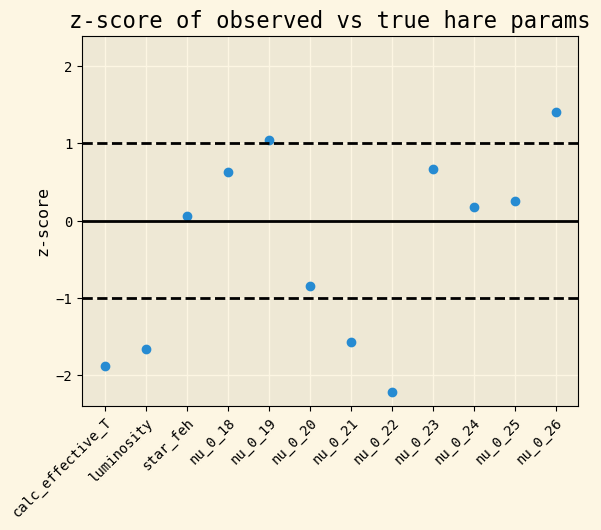 z-score of observed vs true hare params
z-score
2
1
0
−1
−2
calc_effective_T
luminosity
star_feh
nu_0_18
nu_0_19
nu_0_20
nu_0_21
nu_0_22
nu_0_23
nu_0_24
nu_0_25
nu_0_26